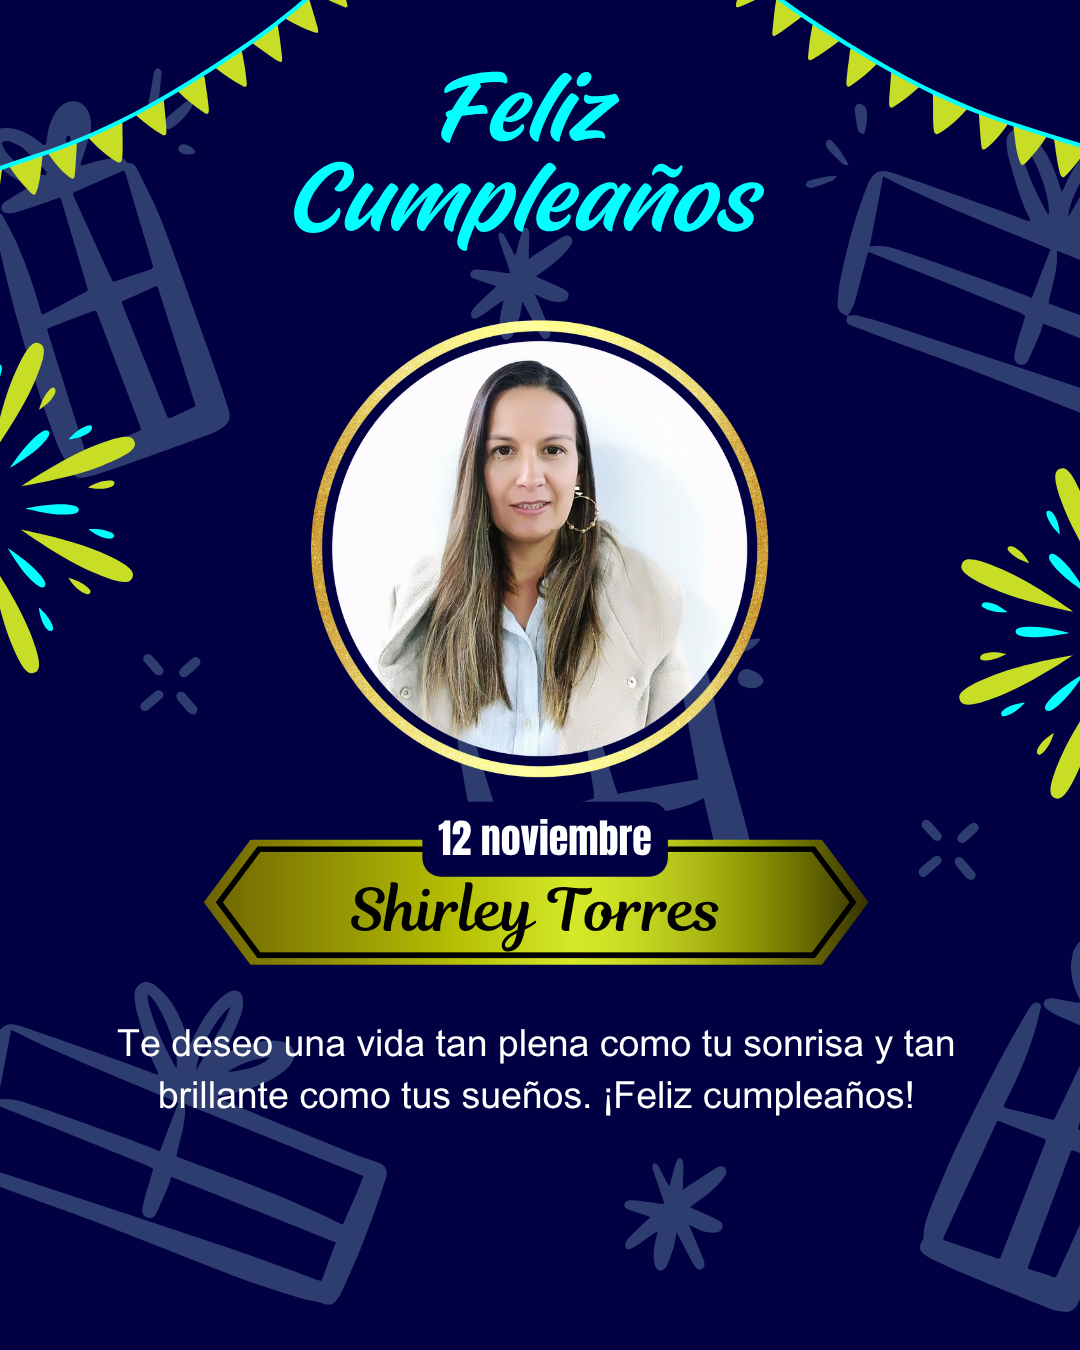 Feliz
Cumpleaños
12 noviembre
Shirley Torres
Te deseo una vida tan plena como tu sonrisa y tan
brillante como tus sueños. ¡Feliz cumpleaños!